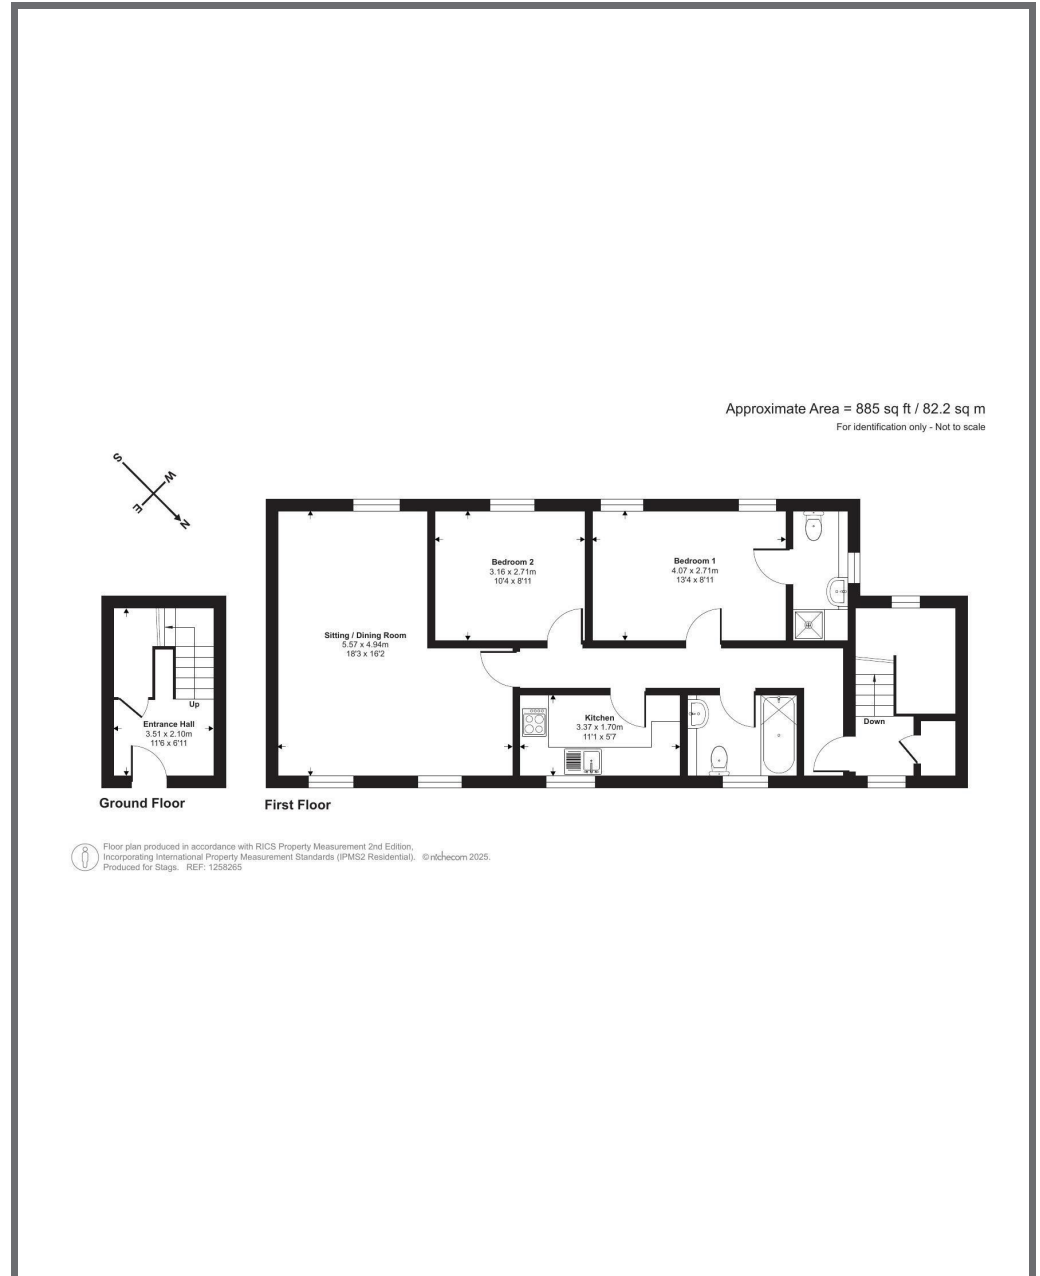 Approximate Area = 885 sq ft / 82.2 sq m
For identification only - Not to scale
S
W
E
N
Bedroom 2
3.16 x 2.71m
10'4 x 8'11
Bedroom 1
4.07 x 2.71m
13'4 x 8'11
Sitting / Dining Room
5.57 x 4.94m
18'3 x 16'2
Up
Entrance Hall
3.51 x 2.10m
11'6 x 6'11
Kitchen
3.37 x 1.70m
11'1 x 5'7
Down
Ground Floor
First Floor
Floor plan produced in accordance with RICS Property Measurement 2nd Edition,
Incorporating International Property Measurement Standards (IPMS2 Residential). © nichecom 2025.
Produced for Stags. REF: 1258265